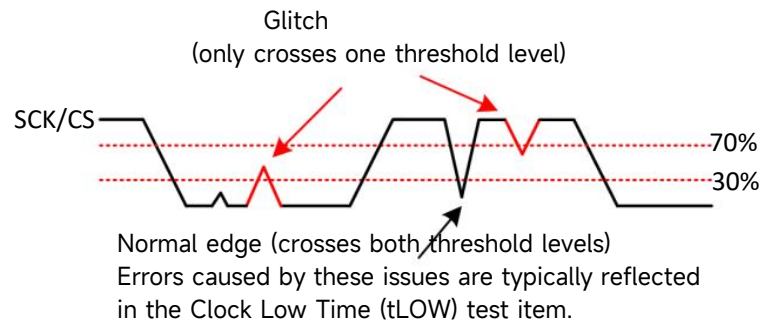 Glitch
(only crosses one threshold level)
SCK/CS
70%
30%
Normal edge (crosses both threshold levels)
Errors caused by these issues are typically reflected
in the Clock Low Time (tLOW) test item.